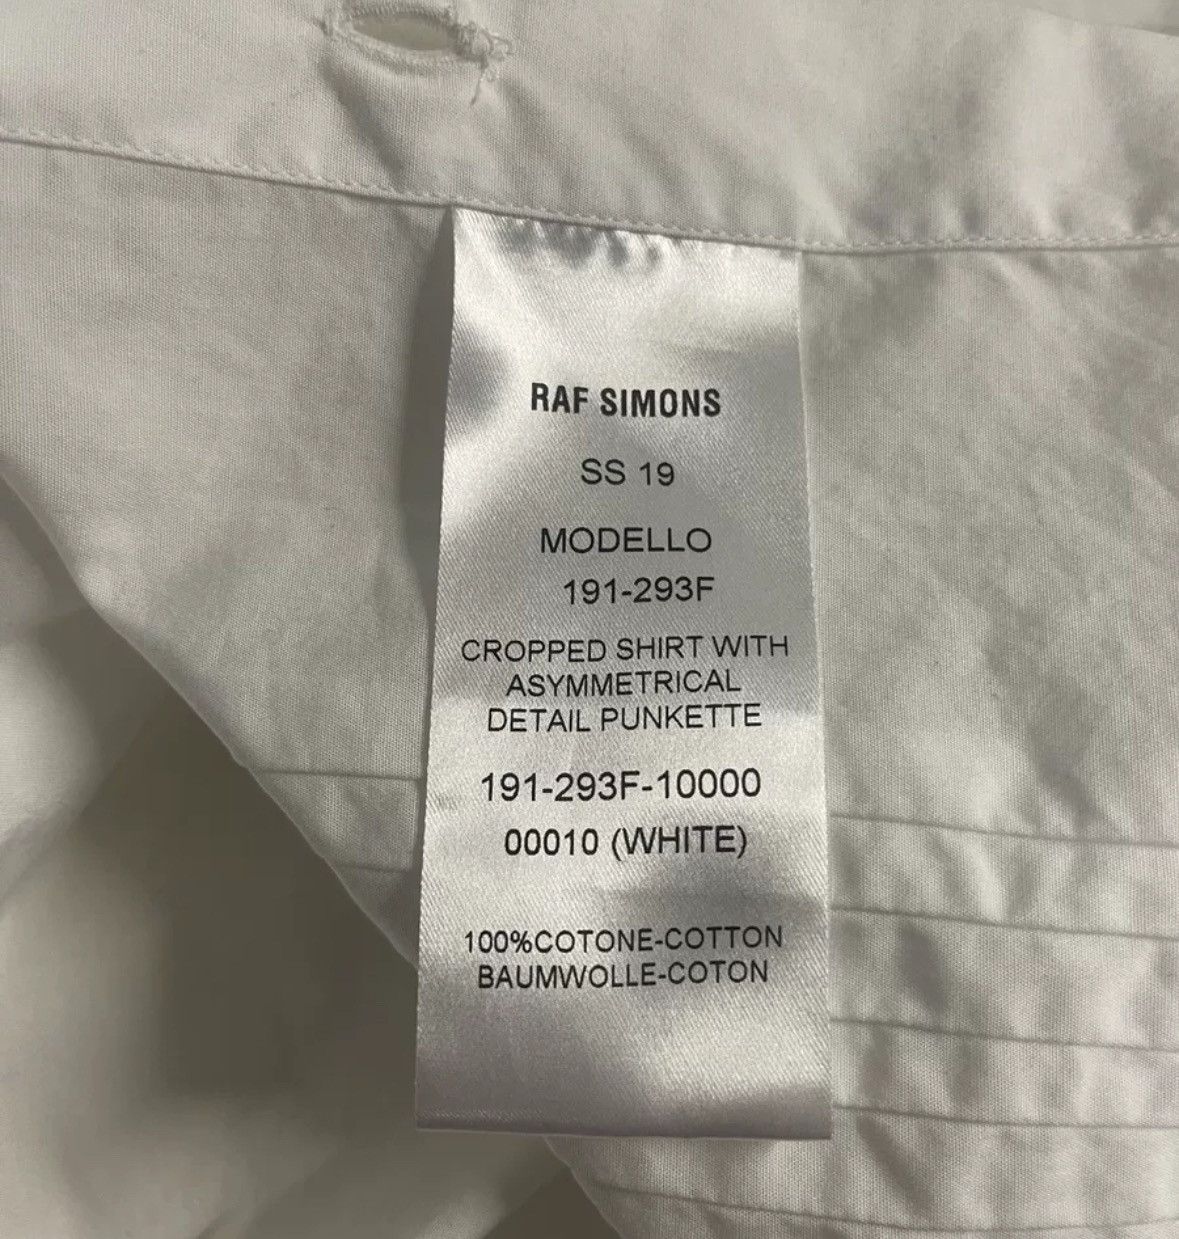 RAF SIMONS
SS 19
MODELLO
191-293F
CROPPED SHIRT WITH
ASYMMETRICAL
DETAIL PUNKETTE
191-293F-10000
00010 (WHITE)
100%COTONE-COTTON
BAUMWOLLE-COTON